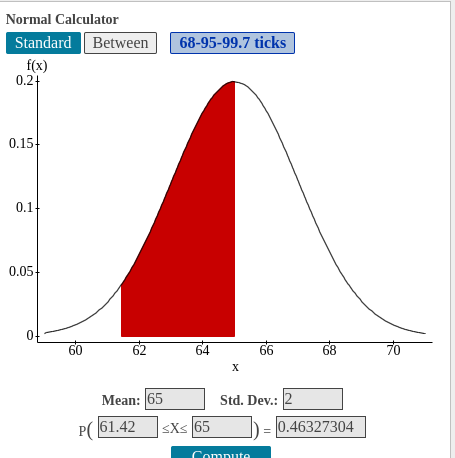 Normal Calculator
Standard Between 68-95-99.7 ticks
f(x)
0.2
0.15
0.1
0.05
0
60 62 64 66 68 70
x
Mean: 65 Std. Dev.: 2
P( 61.42 ≤X≤ 65 ) = 0.46327304
Compute